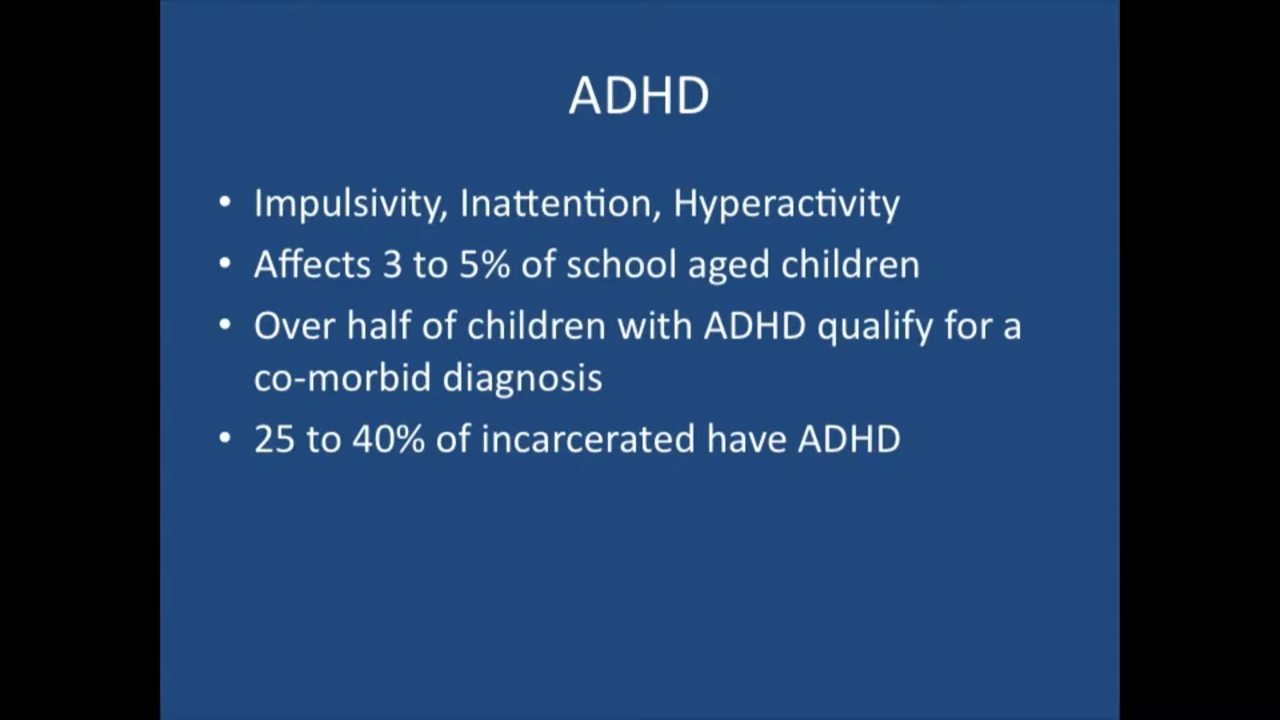 ADHD
• Impulsivity, Inattention, Hyperactivity
• Affects 3 to 5% of school aged children
• Over half of children with ADHD qualify for a
co-morbid diagnosis
• 25 to 40% of incarcerated have ADHD